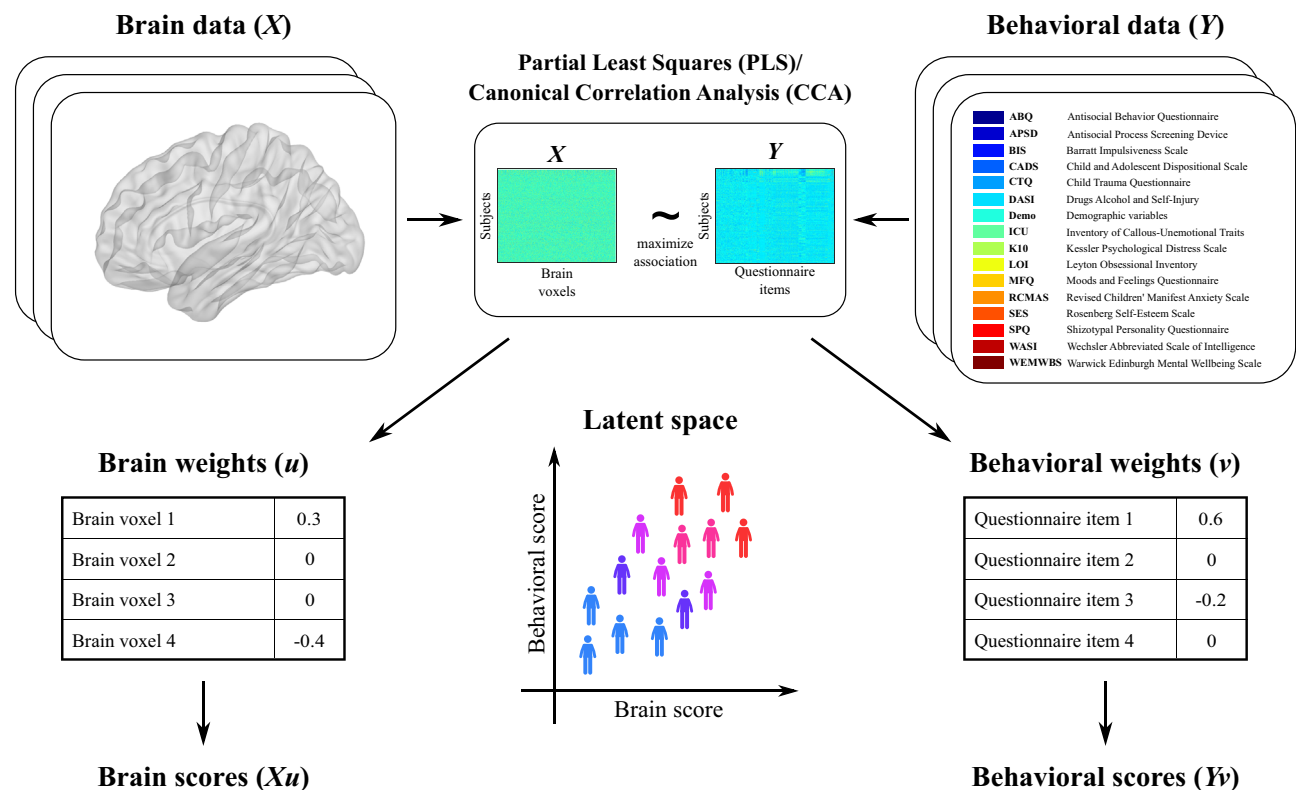 Brain data (X)
Behavioral data (Y)
Partial Least Squares (PLS)/
Canonical Correlation Analysis (CCA)
X
Subjects
Brain
voxels
~
maximize
association
Y
Subjects
Questionnaire
items
ABQ Antisocial Behavior Questionnaire
APSD Antisocial Process Screening Device
BIS Barratt Impulsiveness Scale
CADS Child and Adolescent Dispositional Scale
CTQ Child Trauma Questionnaire
DASI Drugs Alcohol and Self-Injury
Demo Demographic variables
ICU Inventory of Callous-Unemotional Traits
K10 Kessler Psychological Distress Scale
LOI Leyton Obsessional Inventory
MFQ Moods and Feelings Questionnaire
RCMAS Revised Children' Manifest Anxiety Scale
SES Rosenberg Self-Esteem Scale
SPQ Shizotypal Personality Questionnaire
WASI Wechsler Abbreviated Scale of Intelligence
WEMWBS Warwick Edinburgh Mental Wellbeing Scale
Brain weights (u)
Brain voxel 1 0.3
Brain voxel 2 0
Brain voxel 3 0
Brain voxel 4 -0.4
Brain scores (Xu)
Latent space
Behavioral score
Brain score
Behavioral weights (v)
Questionnaire item 1 0.6
Questionnaire item 2 0
Questionnaire item 3 -0.2
Questionnaire item 4 0
Behavioral scores (Yv)